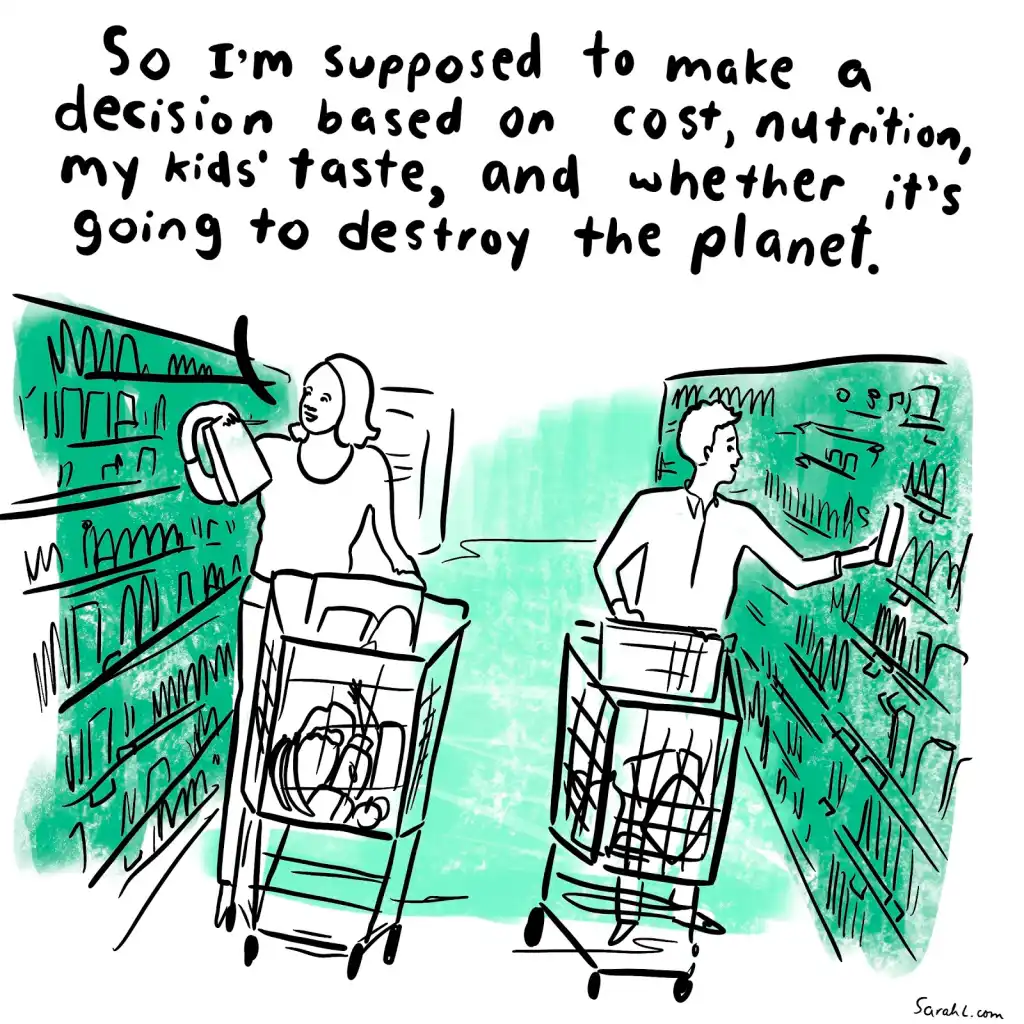 So I'm supposed to make a
decision based on cost, nutrition,
my kids' taste, and whether it's
going to destroy the planet.
SarahL.com